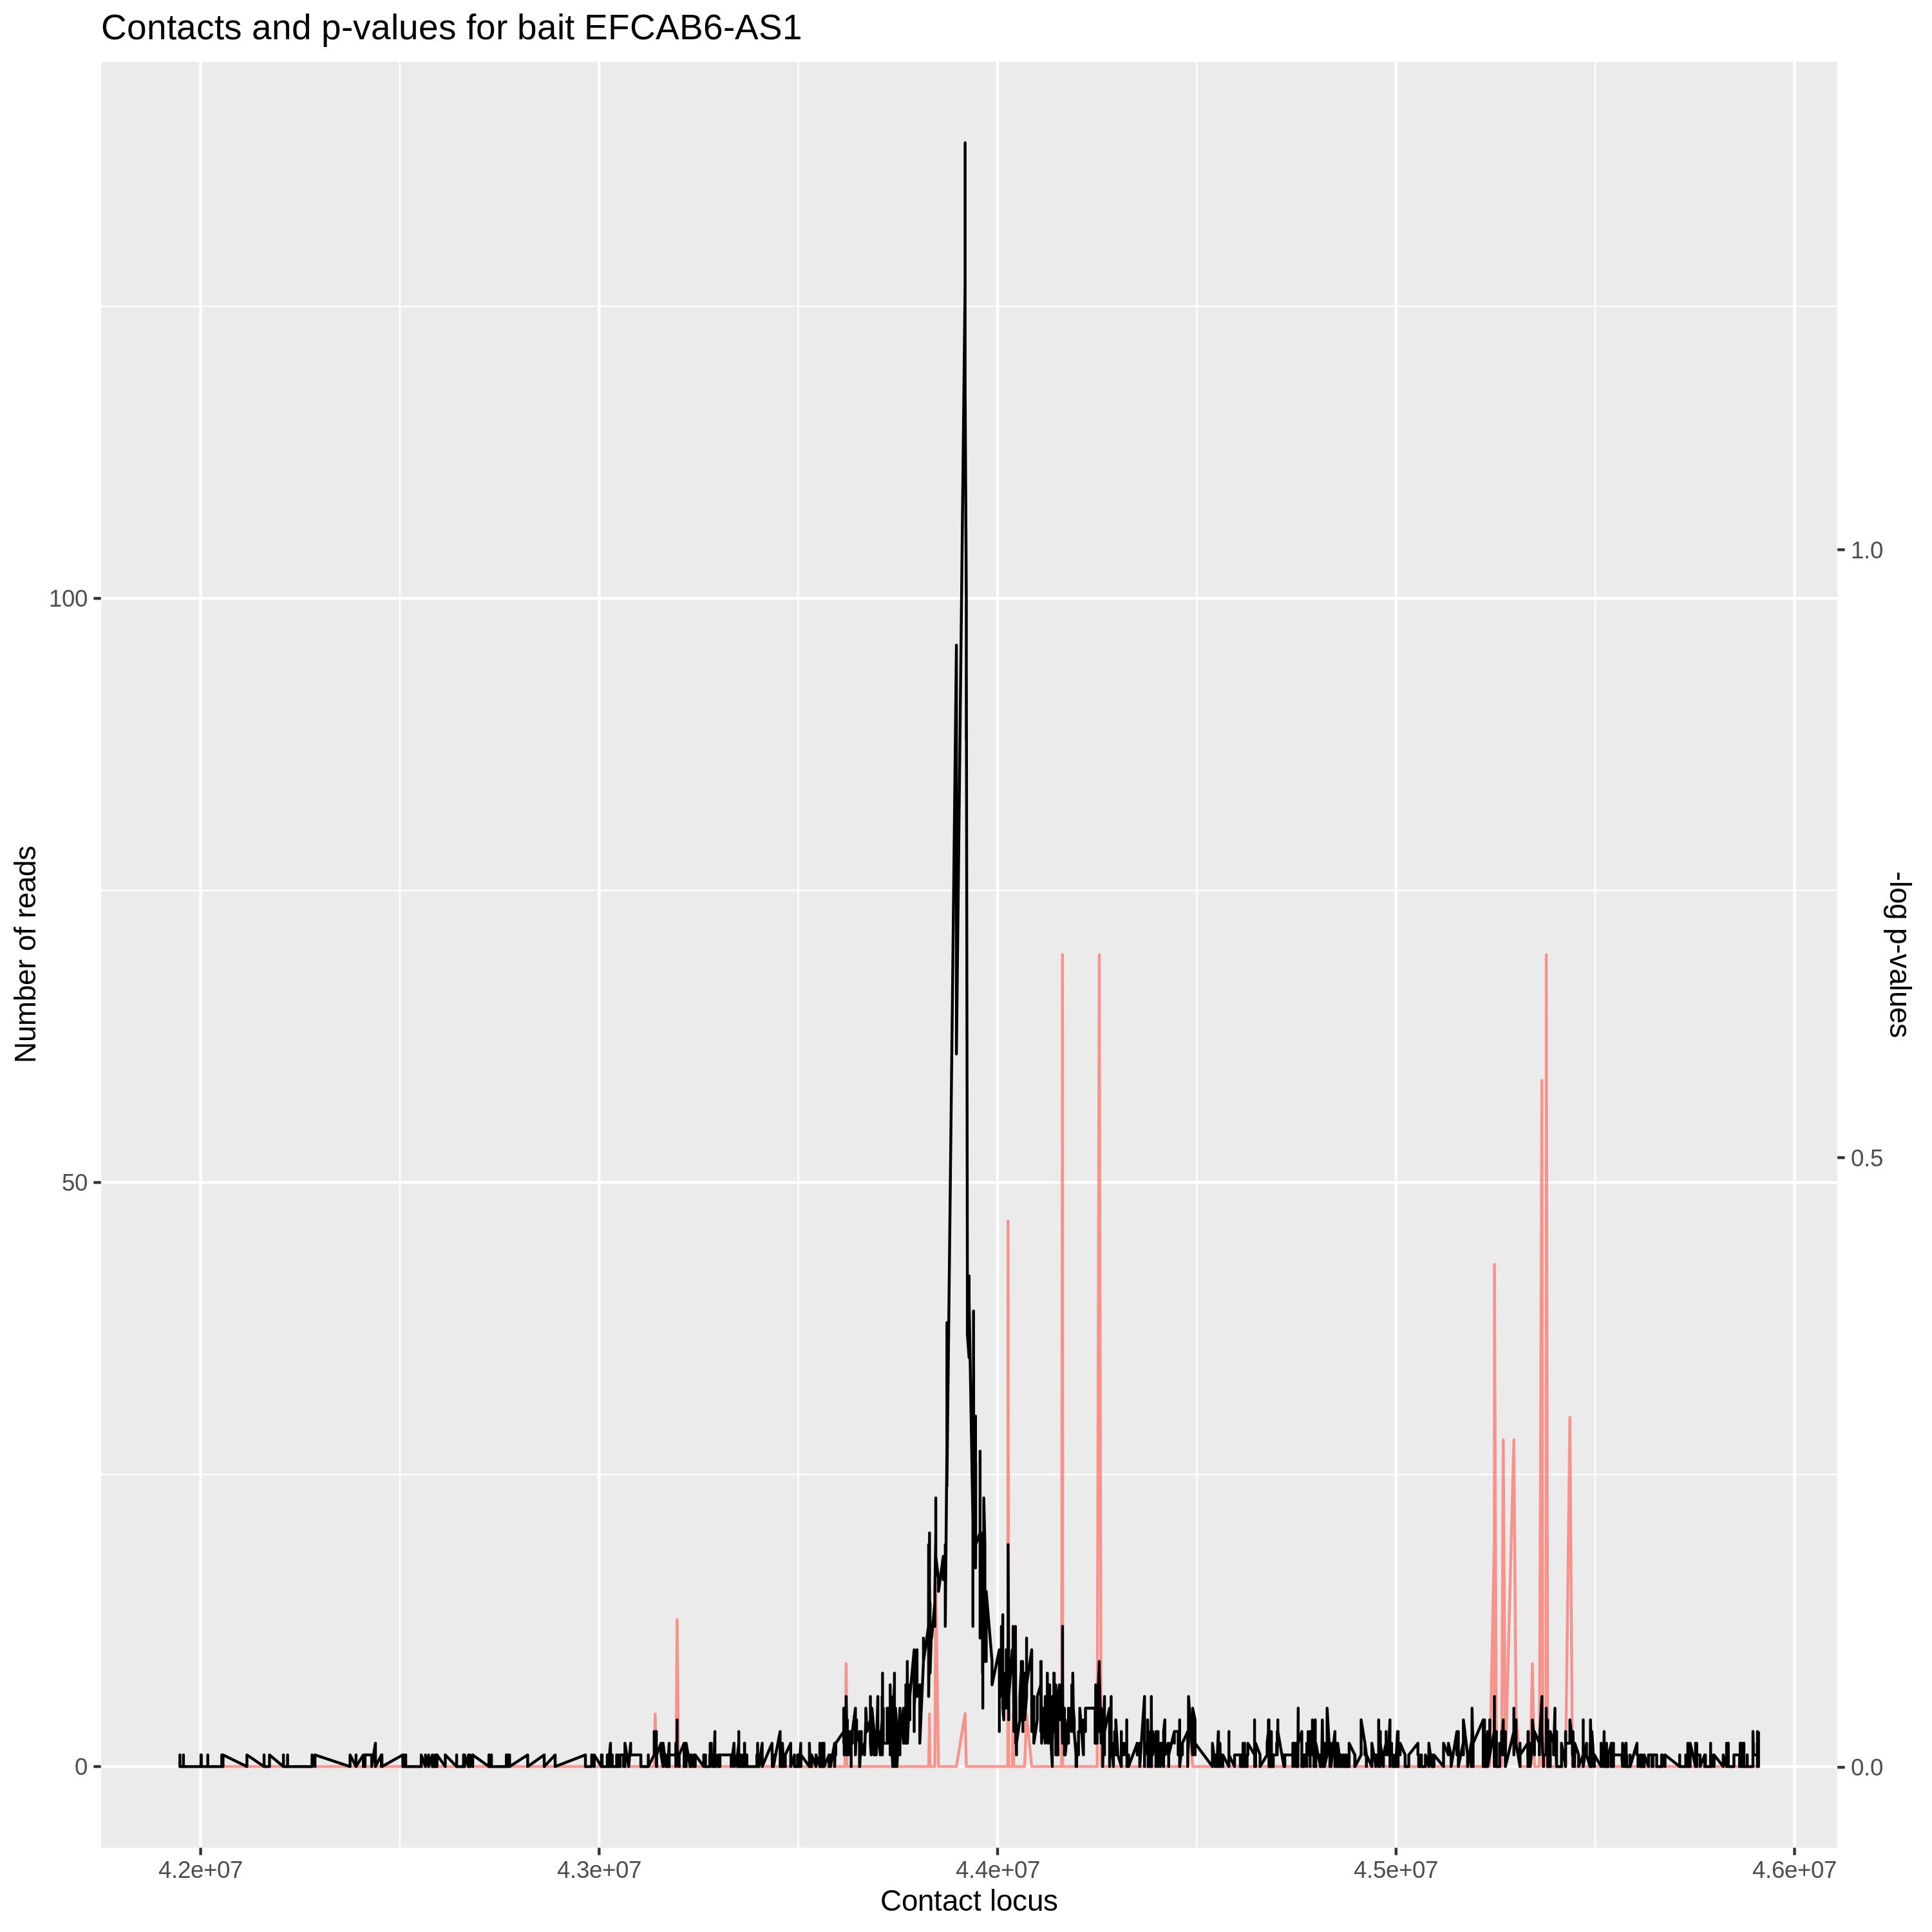 Contacts and p-values for bait EFCAB6-AS1
Number of reads
100
50
0
-log p-values
1.0
0.5
0.0
4.2e+07 4.3e+07 4.4e+07 4.5e+07 4.6e+07
Contact locus